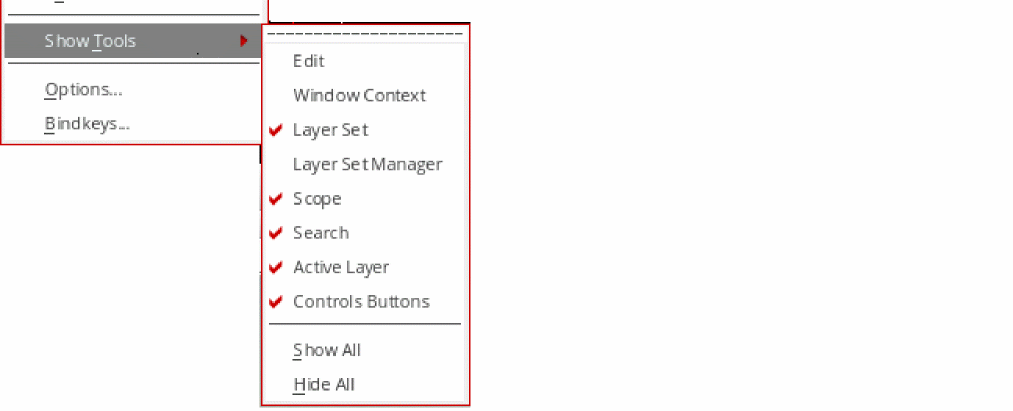 Show Tools
Options...
Bindkeys...
Edit
Window Context
Layer Set
Layer Set Manager
Scope
Search
Active Layer
Controls Buttons
Show All
Hide All